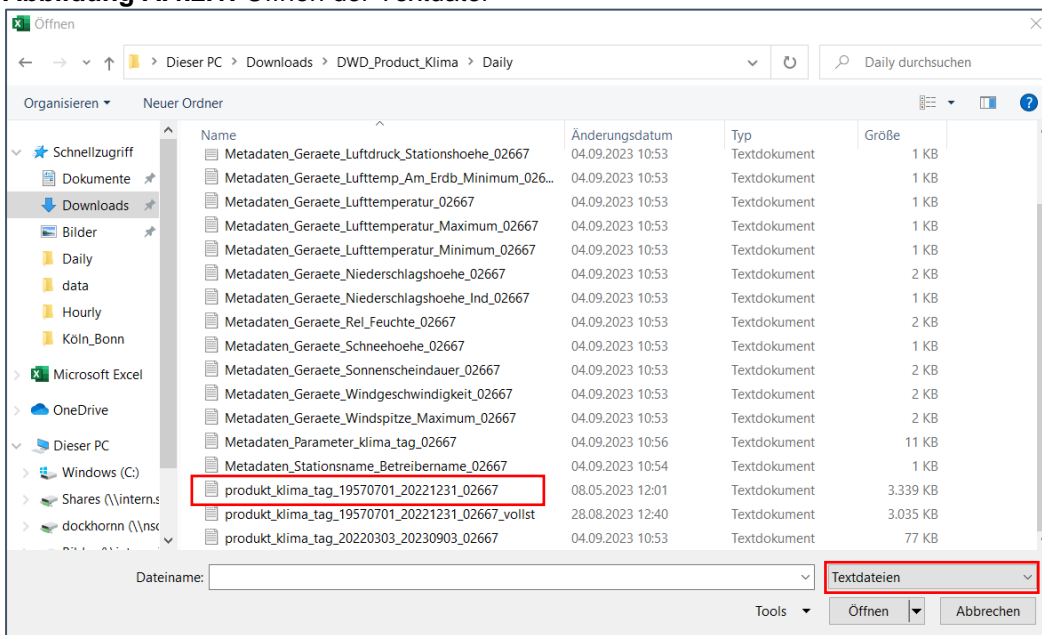 Öffnen
Dieser PC > Downloads > DWD_Product_Klima > Daily
Daily durchsuchen
Organisieren
Neuer Ordner
Name Änderungsdatum Typ Größe
Schnellzugriff
Dokumente
Downloads
Bilder
Daily
data
Hourly
Köln_Bonn
Microsoft Excel
OneDrive
Dieser PC
Windows (C:)
Shares (\\intern.s
dockhornn (\\nsc
Metadaten_Geraete_Luftdruck_Stationshoehe_02667 04.09.2023 10:53 Textdokument 1 KB
Metadaten_Geraete_Lufttemp_Am_Erdb_Minimum_026... 04.09.2023 10:53 Textdokument 1 KB
Metadaten_Geraete_Lufttemperatur_02667 04.09.2023 10:53 Textdokument 1 KB
Metadaten_Geraete_Lufttemperatur_Maximum_02667 04.09.2023 10:53 Textdokument 1 KB
Metadaten_Geraete_Lufttemperatur_Minimum_02667 04.09.2023 10:53 Textdokument 1 KB
Metadaten_Geraete_Niederschlagshoehe_02667 04.09.2023 10:53 Textdokument 2 KB
Metadaten_Geraete_Niederschlagshoehe_Ind_02667 04.09.2023 10:53 Textdokument 1 KB
Metadaten_Geraete_Rel_Feuchte_02667 04.09.2023 10:53 Textdokument 2 KB
Metadaten_Geraete_Schneehoehe_02667 04.09.2023 10:53 Textdokument 1 KB
Metadaten_Geraete_Sonnenscheindauer_02667 04.09.2023 10:53 Textdokument 2 KB
Metadaten_Geraete_Windgeschwindigkeit_02667 04.09.2023 10:53 Textdokument 2 KB
Metadaten_Geraete_Windspitze_Maximum_02667 04.09.2023 10:53 Textdokument 2 KB
Metadaten_Parameter_klima_tag_02667 04.09.2023 10:56 Textdokument 11 KB
Metadaten_Stationsname_Betreibername_02667 04.09.2023 10:54 Textdokument 1 KB
produkt_klima_tag_19570701_20221231_02667 08.05.2023 12:01 Textdokument 3.339 KB
produkt_klima_tag_19570701_20221231_02667_vollst 28.08.2023 12:40 Textdokument 3.035 KB
produkt_klima_tag_20220303_20230903_02667 04.09.2023 10:53 Textdokument 77 KB
Dateiname:
Textdateien
Tools
Öffnen
Abbrechen